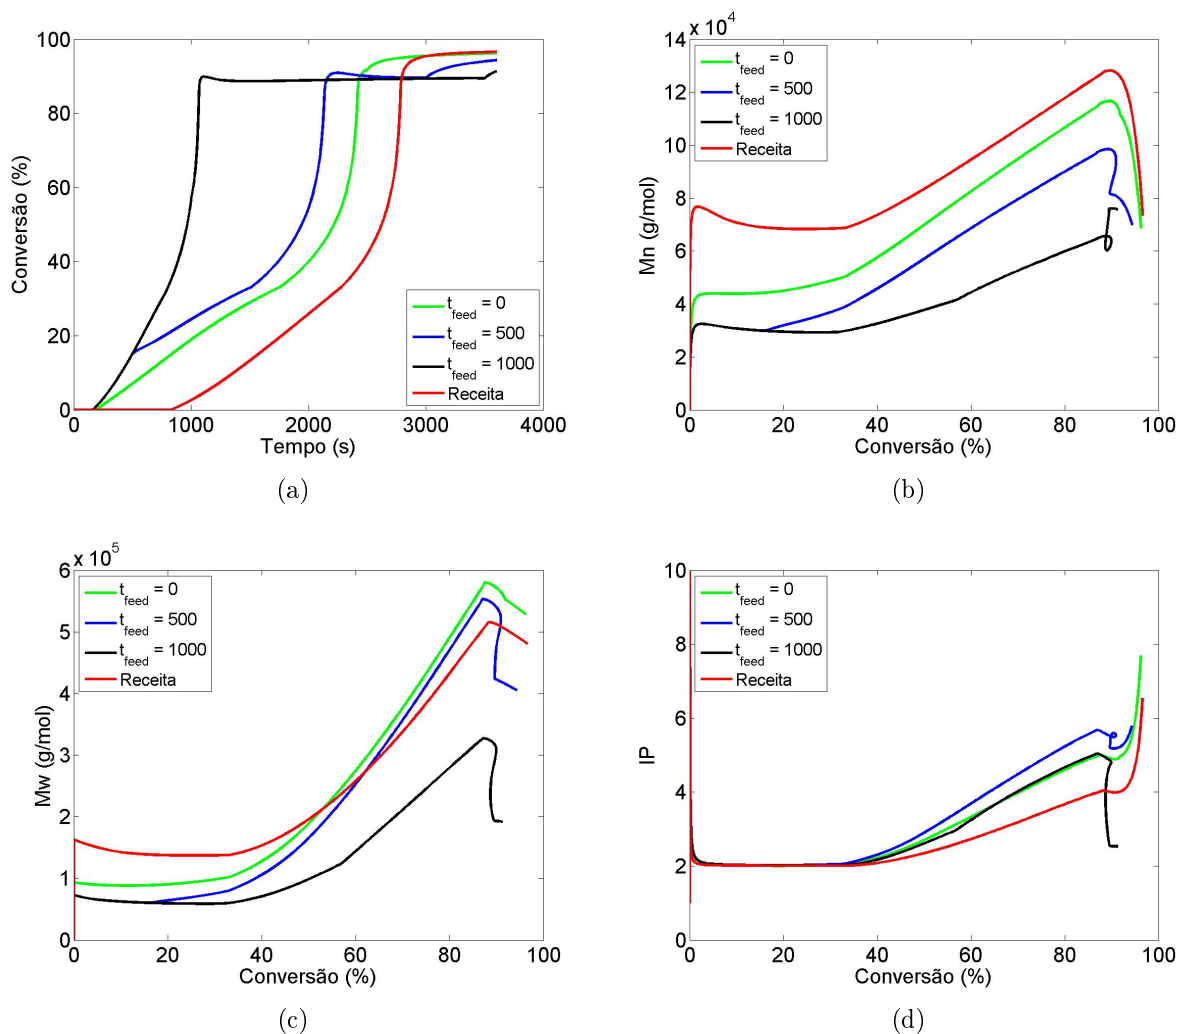 100
80
60
40
20
0
Conversão (%)
t_feed = 0
t_feed = 500
t_feed = 1000
Receita
0 1000 2000 3000 4000
Tempo (s)
(a)
x 10^4
14
12
10
8
6
4
2
0
Mn (g/mol)
t_feed = 0
t_feed = 500
t_feed = 1000
Receita
0 20 40 60 80 100
Conversão (%)
(b)
x 10^5
6
5
4
3
2
1
0
Mw (g/mol)
t_feed = 0
t_feed = 500
t_feed = 1000
Receita
0 20 40 60 80 100
Conversão (%)
(c)
10
8
6
4
2
0
IP
t_feed = 0
t_feed = 500
t_feed = 1000
Receita
0 20 40 60 80 100
Conversão (%)
(d)